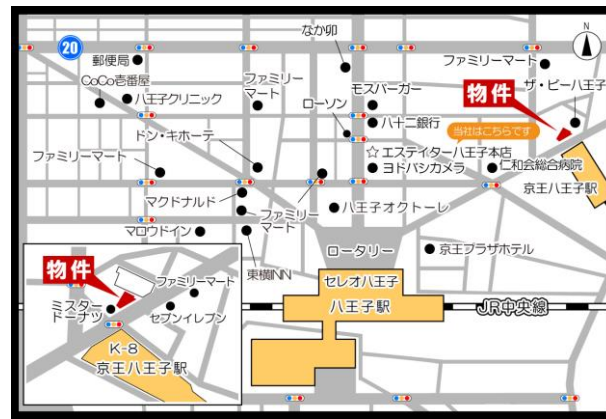 なか卯
N
20
郵便局
ファミリーマート
CoCo壱番屋
八王子クリニック
ファミリー
マート
モスバーガー
ザ・ビー八王子
物件
ローソン
八十二銀行
当社はこちらです
ドン・キホーテ
☆エステイター八王子本店
ファミリーマート
ヨドバシカメラ
仁和会総合病院
京王八王子駅
マクドナルド
ファミリー
マート
八王子オクトーレ
マロウドイン
東横INN
ロータリー
京王プラザホテル
物件
ファミリーマート
ミスター
ドーナツ
セブンイレブン
K-8
京王八王子駅
セレオ八王子
八王子駅
JR中央線